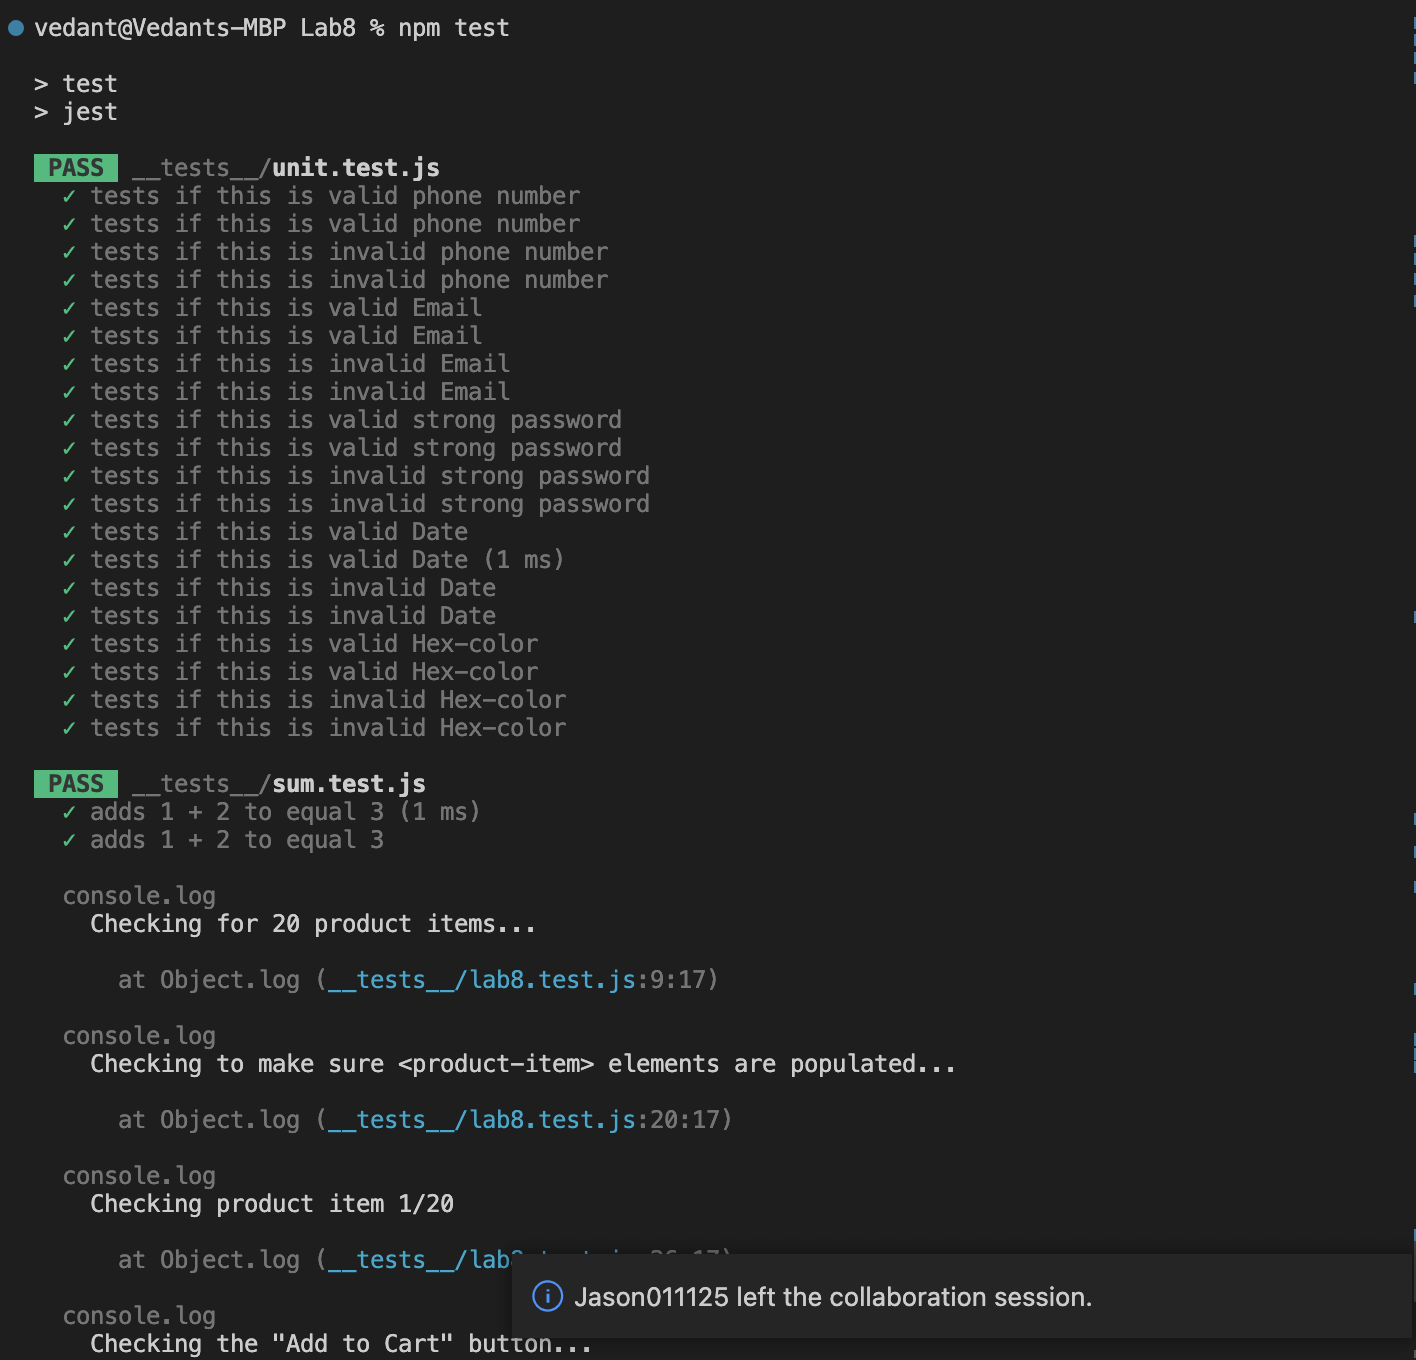 vedant@Vedants-MBP Lab8 % npm test
> test
> jest
PASS __tests__/unit.test.js
✓ tests if this is valid phone number
✓ tests if this is valid phone number
✓ tests if this is invalid phone number
✓ tests if this is invalid phone number
✓ tests if this is valid Email
✓ tests if this is valid Email
✓ tests if this is invalid Email
✓ tests if this is invalid Email
✓ tests if this is valid strong password
✓ tests if this is valid strong password
✓ tests if this is invalid strong password
✓ tests if this is invalid strong password
✓ tests if this is valid Date
✓ tests if this is valid Date (1 ms)
✓ tests if this is invalid Date
✓ tests if this is invalid Date
✓ tests if this is valid Hex-color
✓ tests if this is valid Hex-color
✓ tests if this is invalid Hex-color
✓ tests if this is invalid Hex-color
PASS __tests__/sum.test.js
✓ adds 1 + 2 to equal 3 (1 ms)
✓ adds 1 + 2 to equal 3
console.log
Checking for 20 product items...
at Object.log (__tests__/lab8.test.js:9:17)
console.log
Checking to make sure <product-item> elements are populated...
at Object.log (__tests__/lab8.test.js:20:17)
console.log
Checking product item 1/20
at Object.log (__tests__/lab
Jason011125 left the collaboration session.
console.log
Checking the "Add to Cart" button...